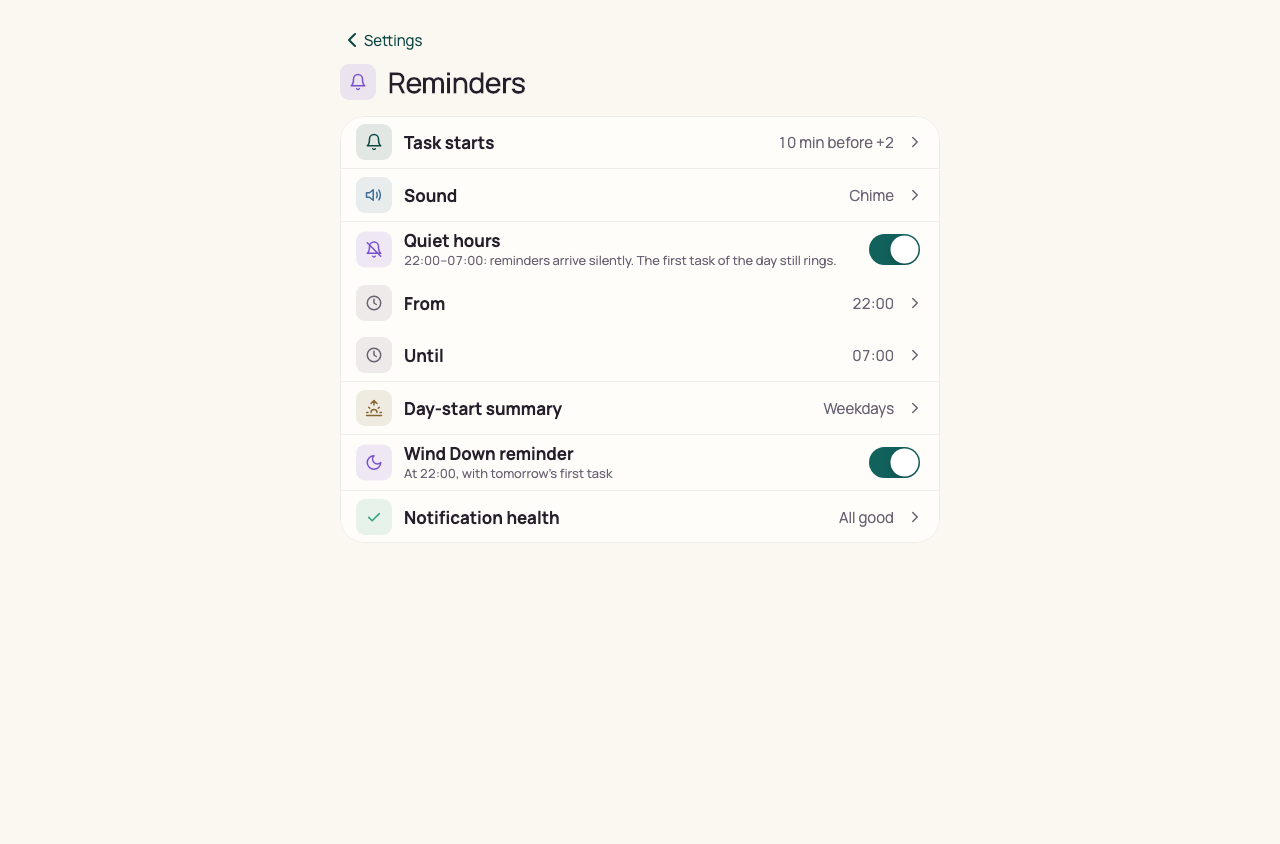 Settings
Reminders
Task starts
10 min before +2
Sound
Chime
Quiet hours
22:00–07:00: reminders arrive silently. The first task of the day still rings.
From
22:00
Until
07:00
Day-start summary
Weekdays
Wind Down reminder
At 22:00, with tomorrow's first task
Notification health
All good